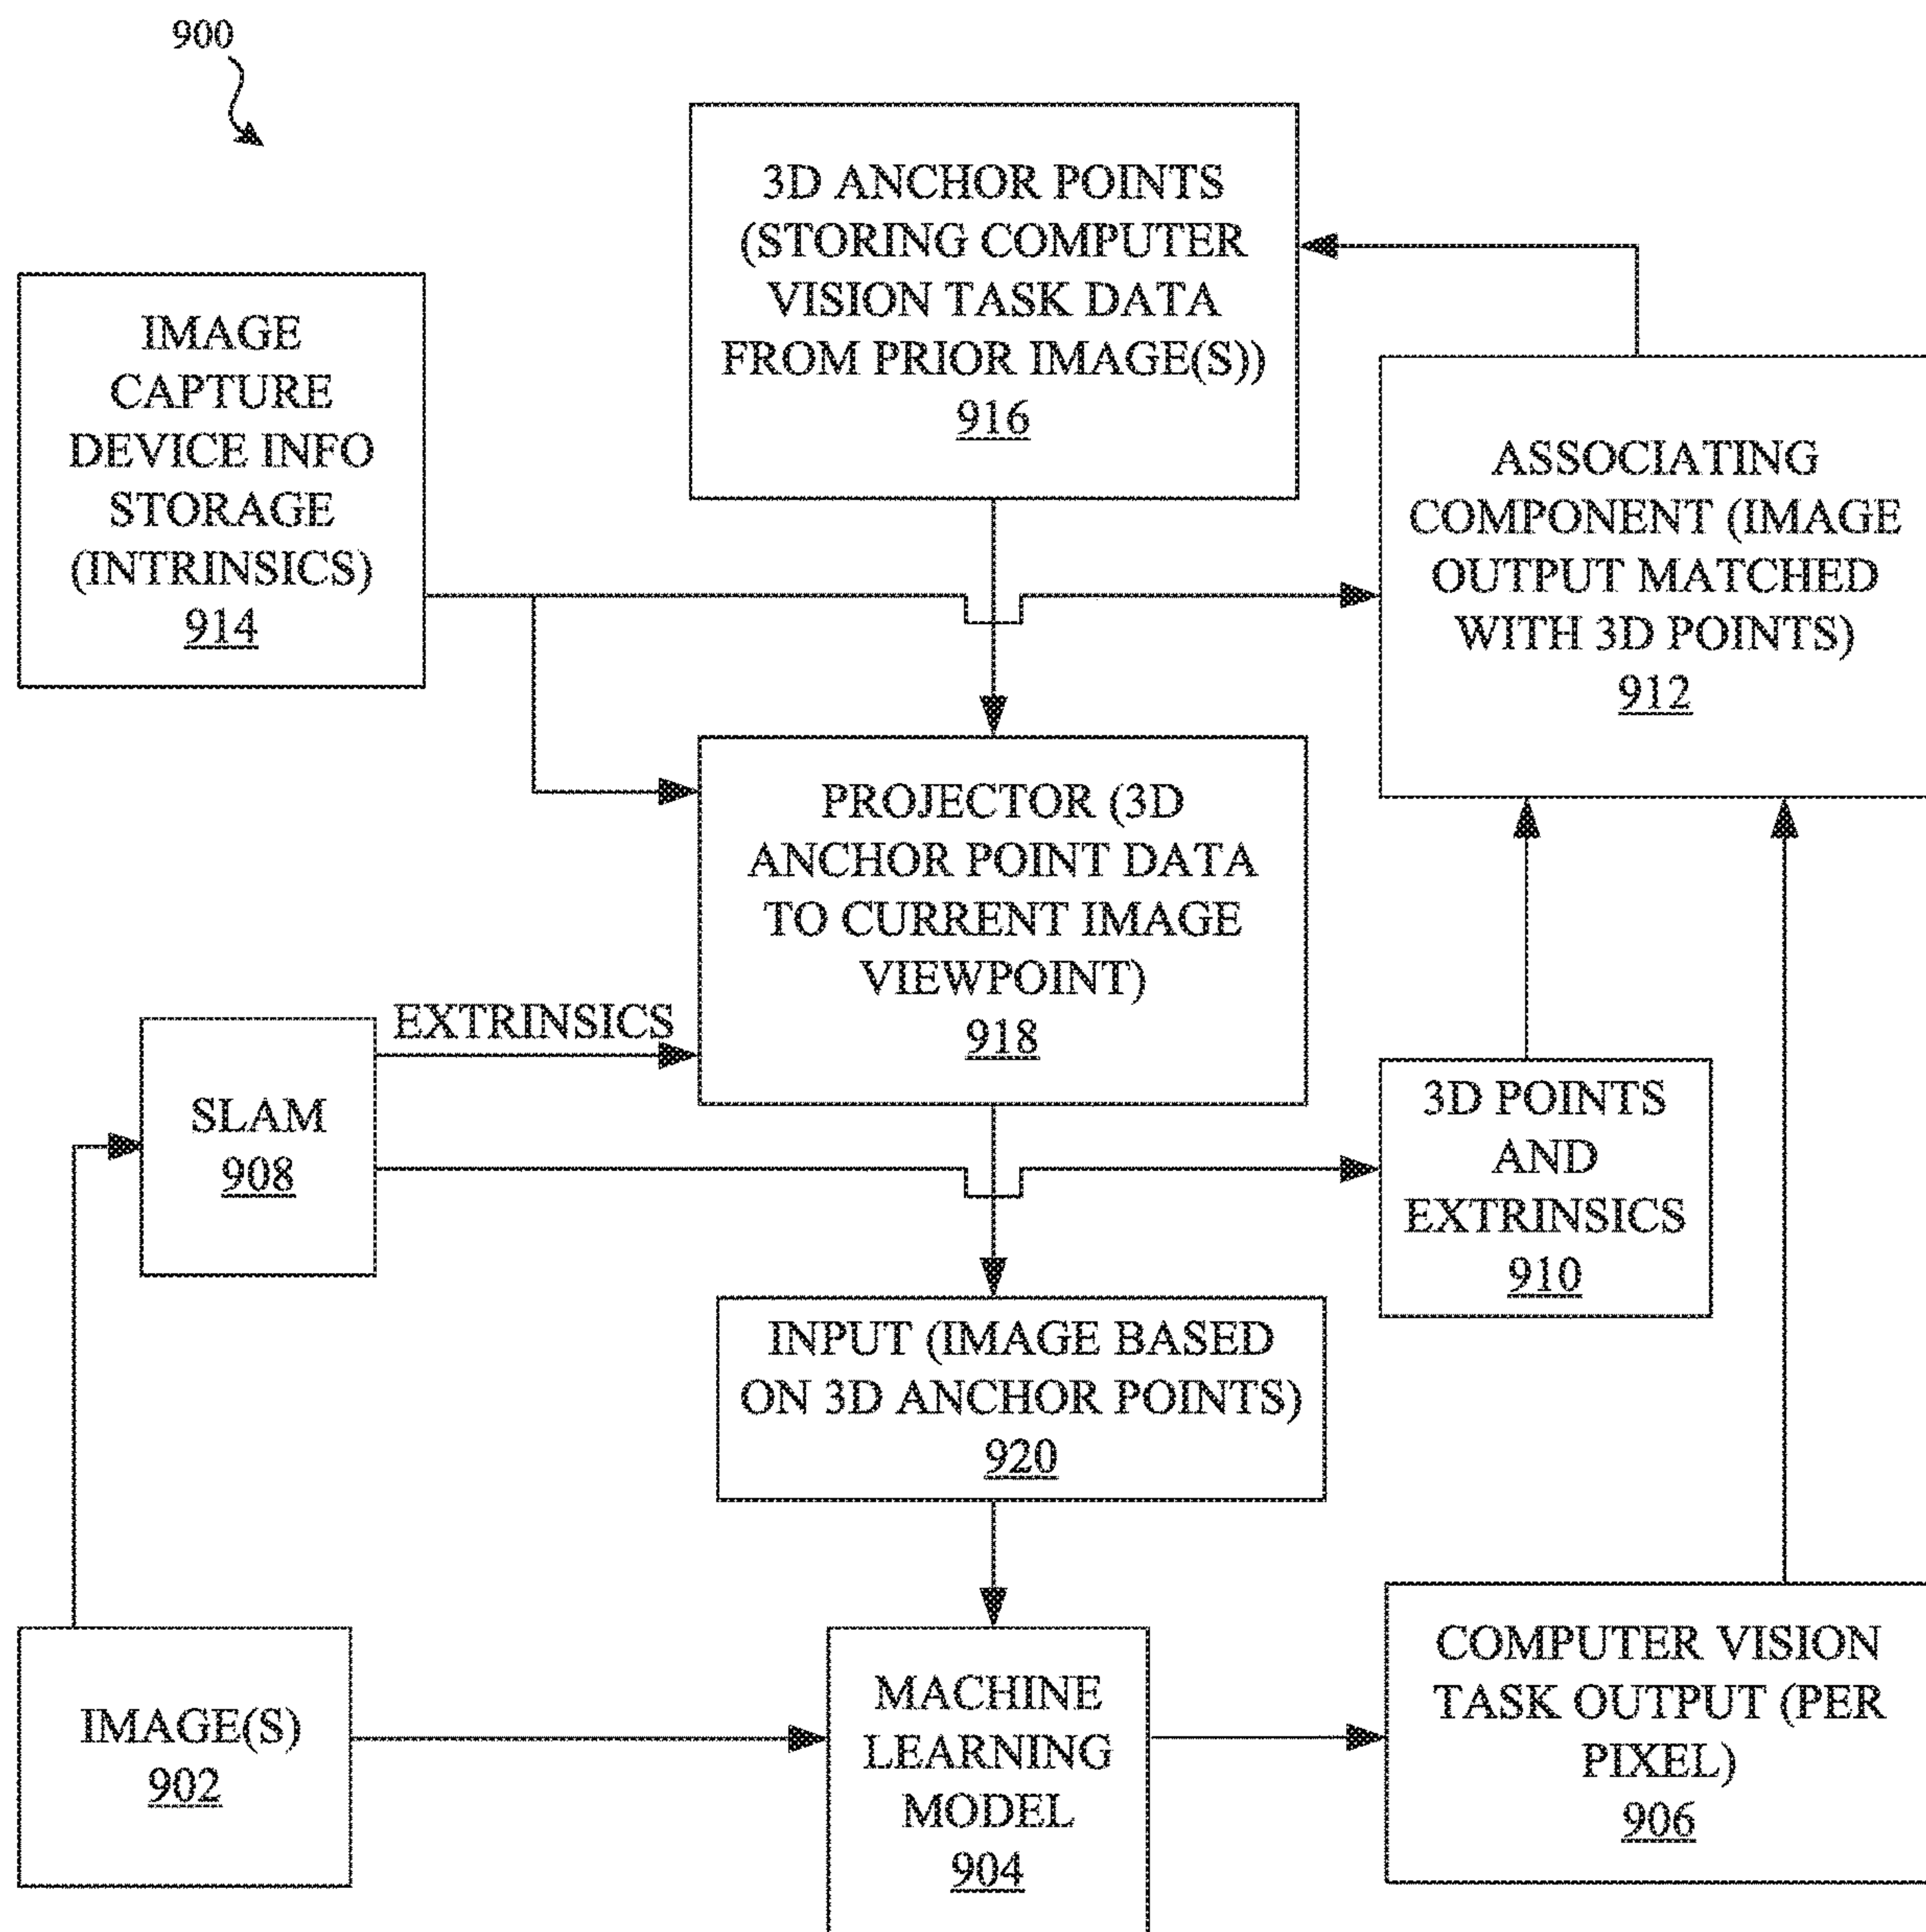 900
3D ANCHOR POINTS
(STORING COMPUTER
VISION TASK DATA
FROM PRIOR IMAGE(S))
916
IMAGE
CAPTURE
DEVICE INFO
STORAGE
(INTRINSICS)
914
ASSOCIATING
COMPONENT (IMAGE
OUTPUT MATCHED
WITH 3D POINTS)
912
PROJECTOR (3D
ANCHOR POINT DATA
TO CURRENT IMAGE
VIEWPOINT)
918
EXTRINSICS
SLAM
908
3D POINTS
AND
EXTRINSICS
910
INPUT (IMAGE BASED
ON 3D ANCHOR POINTS)
920
IMAGE(S)
902
MACHINE
LEARNING
MODEL
904
COMPUTER VISION
TASK OUTPUT (PER
PIXEL)
906